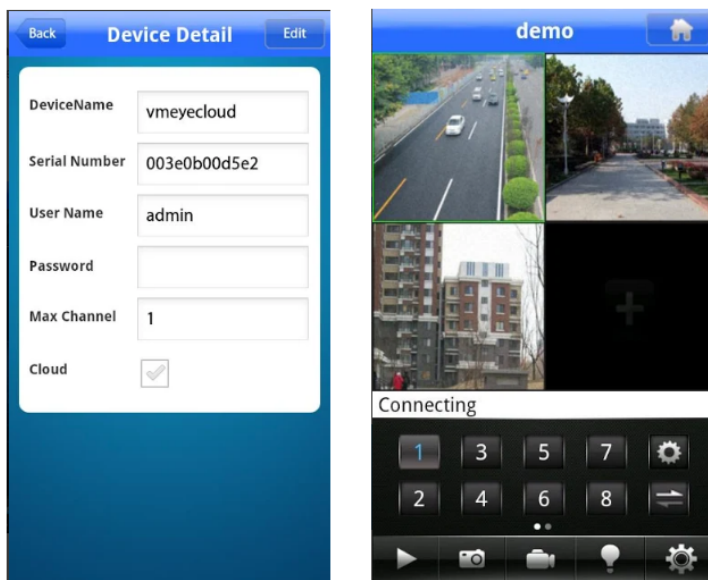 Back
Device Detail
Edit
DeviceName
vmeyecloud
Serial Number
003e0b00d5e2
User Name
admin
Password
Max Channel
1
Cloud
demo
Connecting
1 3 5 7
2 4 6 8